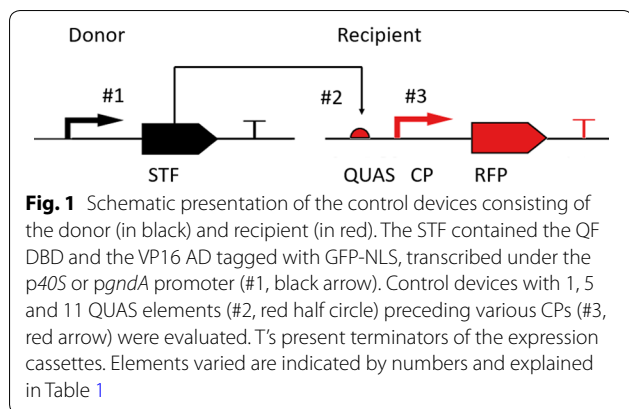 Donor Recipient
#1 #2 #3
STF QUAS CP RFP
Fig. 1 Schematic presentation of the control devices consisting of
the donor (in black) and recipient (in red). The STF contained the QF
DBD and the VP16 AD tagged with GFP-NLS, transcribed under the
p40S or pgndA promoter (#1, black arrow). Control devices with 1, 5
and 11 QUAS elements (#2, red half circle) preceding various CPs (#3,
red arrow) were evaluated. T's present terminators of the expression
cassettes. Elements varied are indicated by numbers and explained
in Table 1